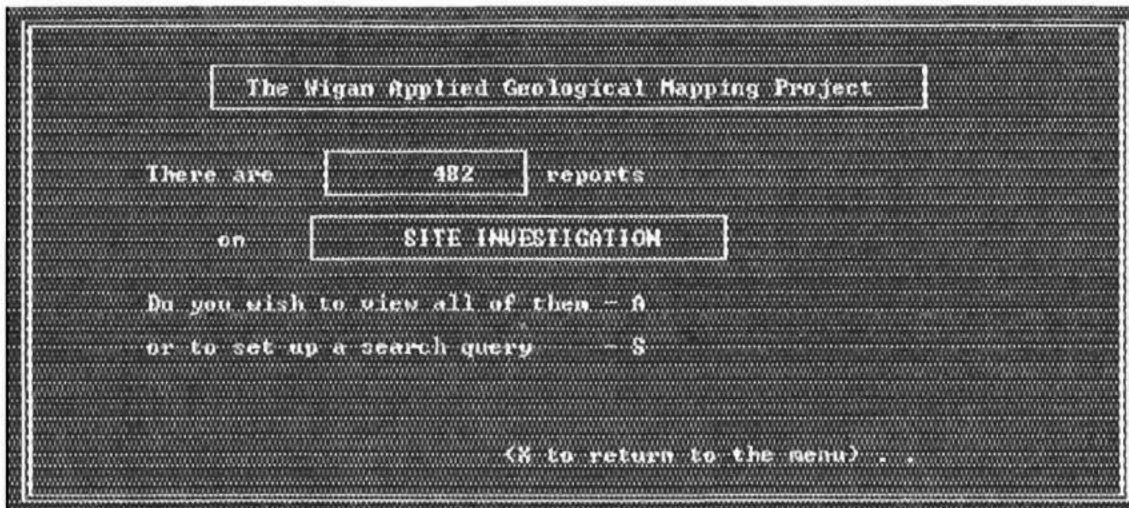 The Wigan Applied Geological Mapping Project
There are 482 reports
on SITE INVESTIGATION
Do you wish to view all of them - A
or to set up a search query - S
(X to return to the menu) . .